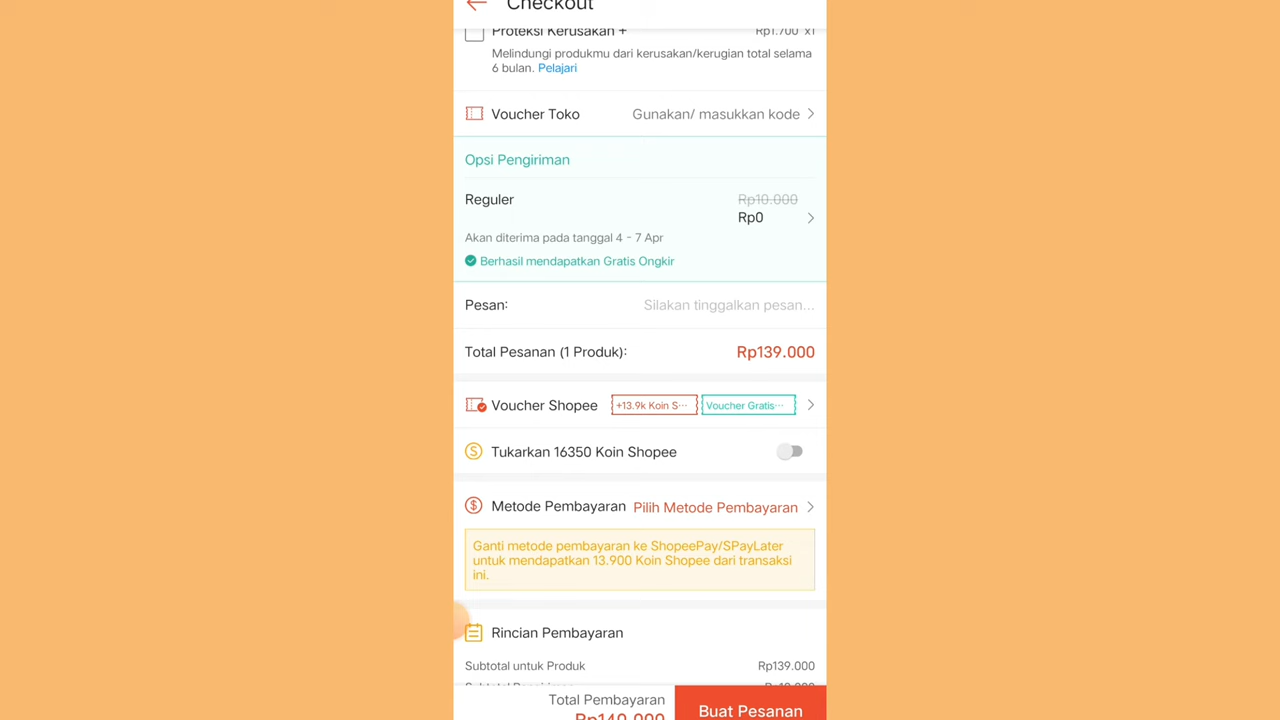 Checkout
Proteksi Kerusakan +
Rp1.700 x1
Melindungi produkmu dari kerusakan/kerugian total selama
6 bulan. Pelajari
Voucher Toko
Gunakan/ masukkan kode
Opsi Pengiriman
Reguler
Rp10.000
Rp0
Akan diterima pada tanggal 4 - 7 Apr
Berhasil mendapatkan Gratis Ongkir
Pesan:
Silakan tinggalkan pesan...
Total Pesanan (1 Produk):
Rp139.000
Voucher Shopee
+13.9k Koin S···
Voucher Gratis···
Tukarkan 16350 Koin Shopee
Metode Pembayaran
Pilih Metode Pembayaran
Ganti metode pembayaran ke ShopeePay/SPayLater
untuk mendapatkan 13.900 Koin Shopee dari transaksi
ini.
Rincian Pembayaran
Subtotal untuk Produk
Rp139.000
Total Pembayaran
Rp140.000
Buat Pesanan